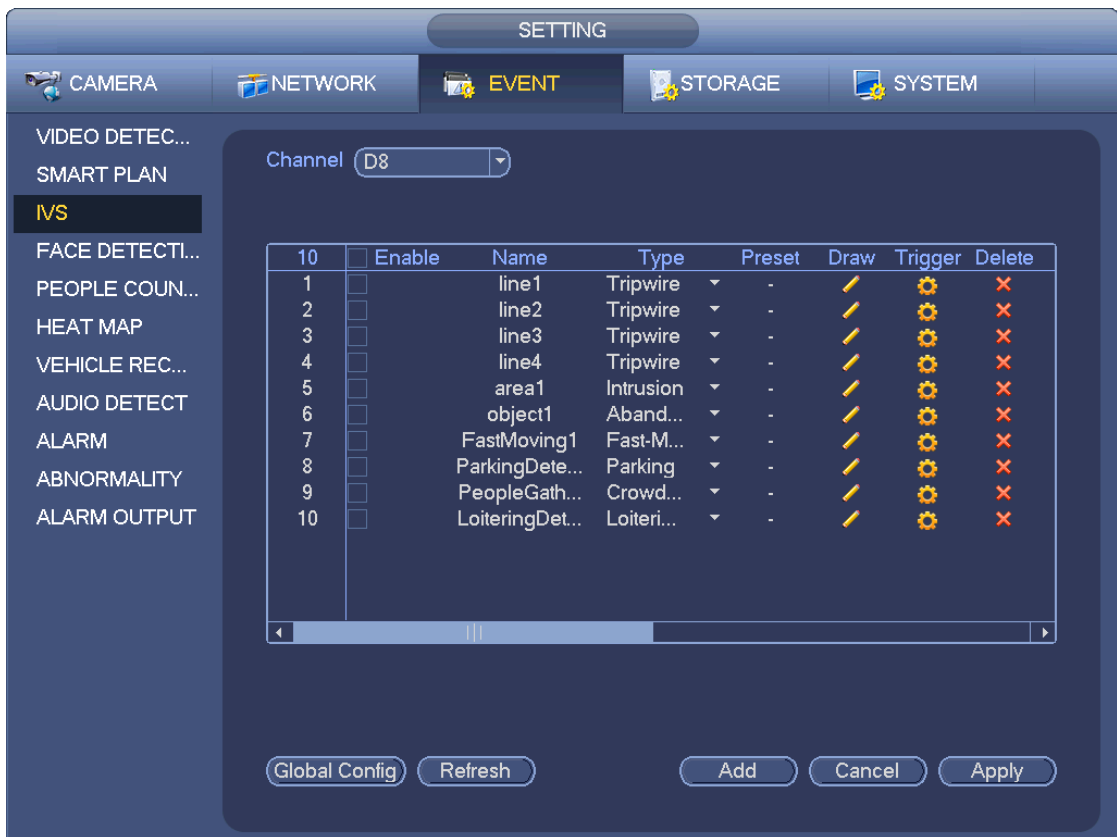 SETTING
CAMERA NETWORK EVENT STORAGE SYSTEM
VIDEO DETEC...
SMART PLAN
IVS
FACE DETECTI...
PEOPLE COUN...
HEAT MAP
VEHICLE REC...
AUDIO DETECT
ALARM
ABNORMALITY
ALARM OUTPUT
Channel D8
10 Enable Name Type Preset Draw Trigger Delete
1 line1 Tripwire -
2 line2 Tripwire -
3 line3 Tripwire -
4 line4 Tripwire -
5 area1 Intrusion -
6 object1 Aband... -
7 FastMoving1 Fast-M... -
8 ParkingDete... Parking -
9 PeopleGath... Crowd... -
10 LoiteringDet... Loiteri... -
Global Config Refresh Add Cancel Apply